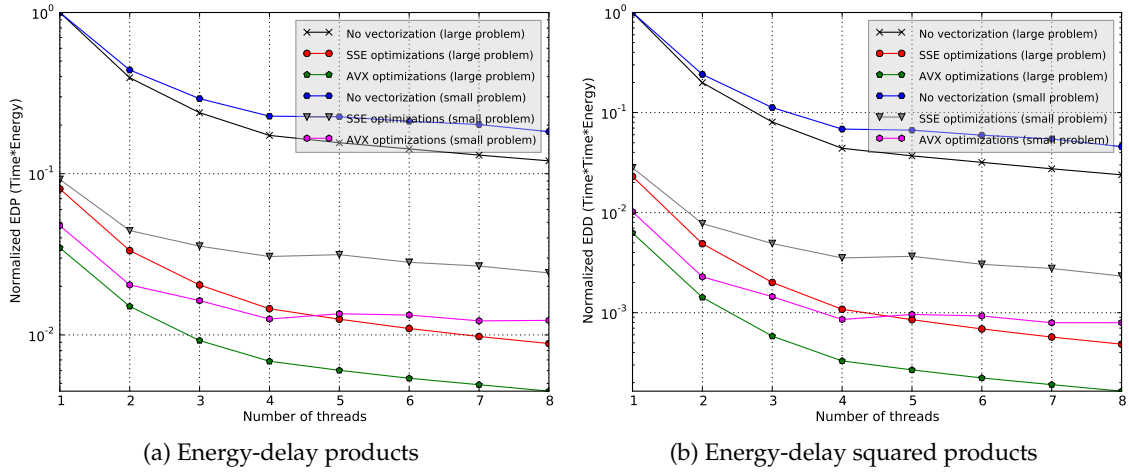 10^0
10^-1
10^-2
Normalized EDP (Time*Energy)
No vectorization (large problem)
SSE optimizations (large problem)
AVX optimizations (large problem)
No vectorization (small problem)
SSE optimizations (small problem)
AVX optimizations (small problem)
1 2 3 4 5 6 7 8
Number of threads
(a) Energy-delay products
10^0
10^-1
10^-2
10^-3
Normalized EDD (Time*Time*Energy)
No vectorization (large problem)
SSE optimizations (large problem)
AVX optimizations (large problem)
No vectorization (small problem)
SSE optimizations (small problem)
AVX optimizations (small problem)
1 2 3 4 5 6 7 8
Number of threads
(b) Energy-delay squared products